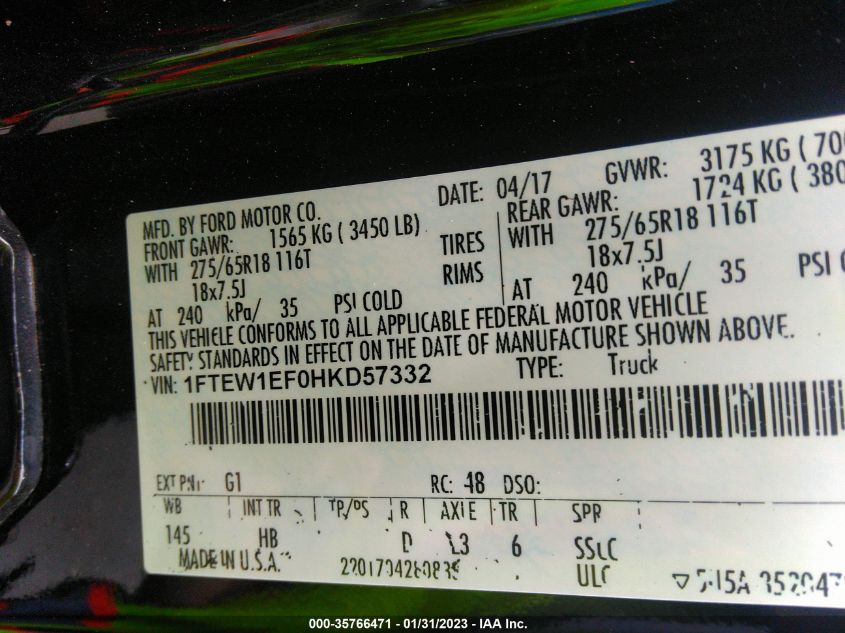 MFD. BY FORD MOTOR CO. DATE: 04/17 GVWR: 3175 KG ( 700
FRONT GAWR: 1565 KG ( 3450 LB) REAR GAWR: 1724 KG ( 380
WITH 275/65R18 116T TIRES WITH 275/65R18 116T
18x7.5J RIMS 18x7.5J
AT 240 kPa/ 35 PSI COLD AT 240 kPa/ 35 PSI C
THIS VEHICLE CONFORMS TO ALL APPLICABLE FEDERAL MOTOR VEHICLE
SAFETY STANDARDS IN EFFECT ON THE DATE OF MANUFACTURE SHOWN ABOVE.
VIN: 1FTEW1EF0HKD57332 TYPE: Truck
EXT PNT: G1 RC: 48 DSO:
WB INT TR TP/PS R AXLE TR SPR
145 HB 6 SSLC
MADE IN U.S.A. ULC
000-35766471 - 01/31/2023 - IAA Inc.